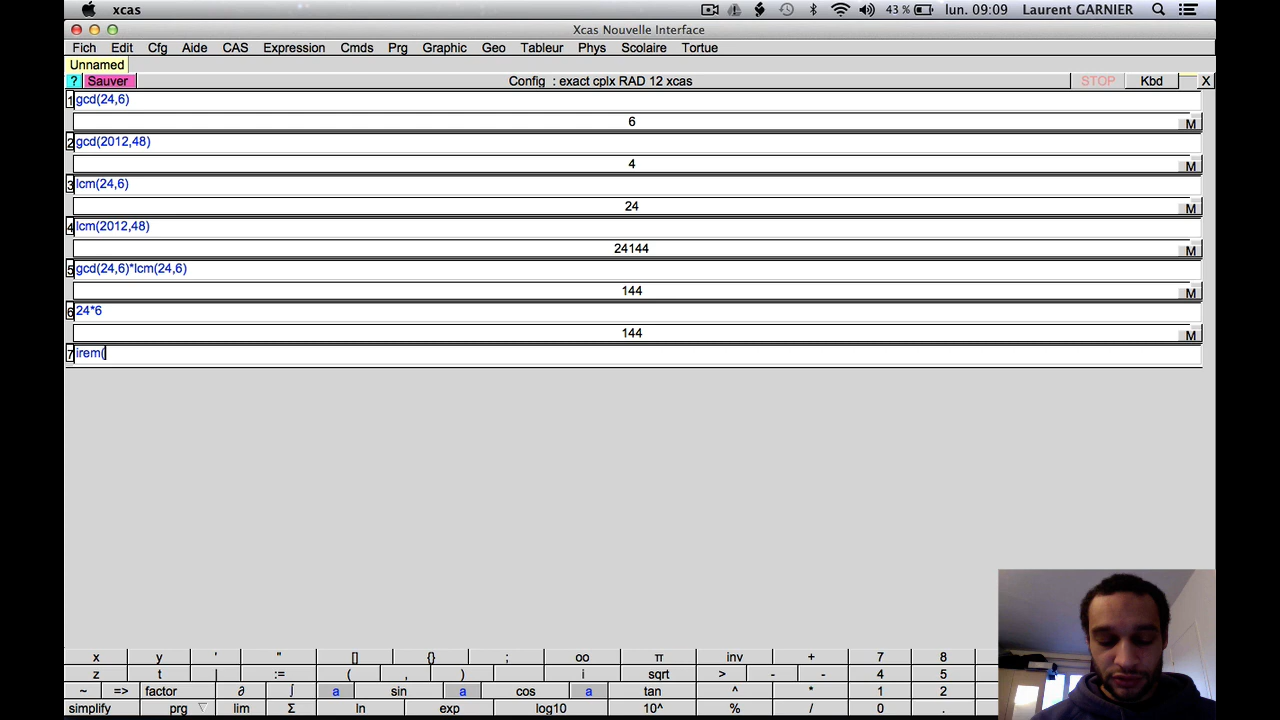 xcas 43 % lun. 09:09 Laurent GARNIER
Xcas Nouvelle Interface
Fich Edit Cfg Aide CAS Expression Cmds Prg Graphic Geo Tableur Phys Scolaire Tortue
Unnamed
? Sauver Config : exact cplx RAD 12 xcas STOP Kbd X
1 gcd(24,6)
6 M
2 gcd(2012,48)
4 M
3 lcm(24,6)
24 M
4 lcm(2012,48)
24144 M
5 gcd(24,6)*lcm(24,6)
144 M
6 24*6
144 M
7 irem(
x y ' " [] {} ; oo π inv + 7 8
z t | := ( , ) i sqrt > - - 4 5
~ => factor ∂ ∫ a sin a cos a tan ^ * 1 2
simplify prg lim Σ ln exp log10 10^ % / 0 .